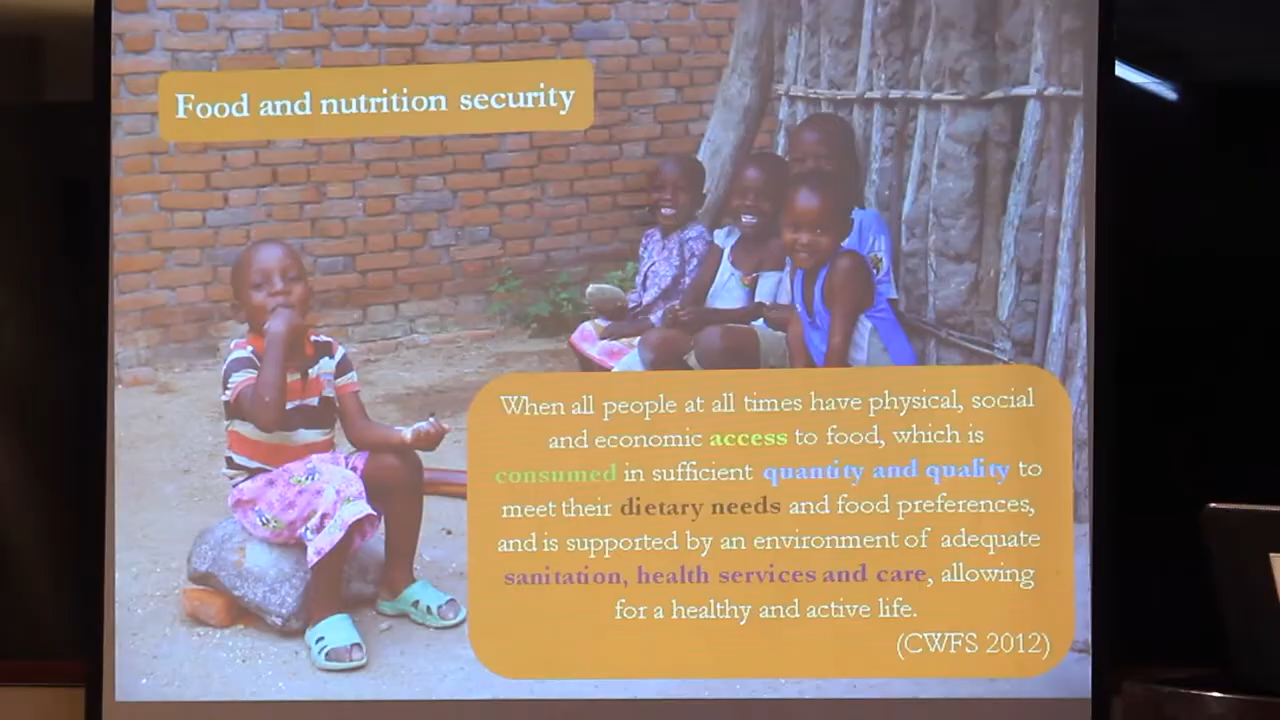 Food and nutrition security
When all people at all times have physical, social
and economic access to food, which is
consumed in sufficient quantity and quality to
meet their dietary needs and food preferences,
and is supported by an environment of adequate
sanitation, health services and care, allowing
for a healthy and active life.
(CWFS 2012)